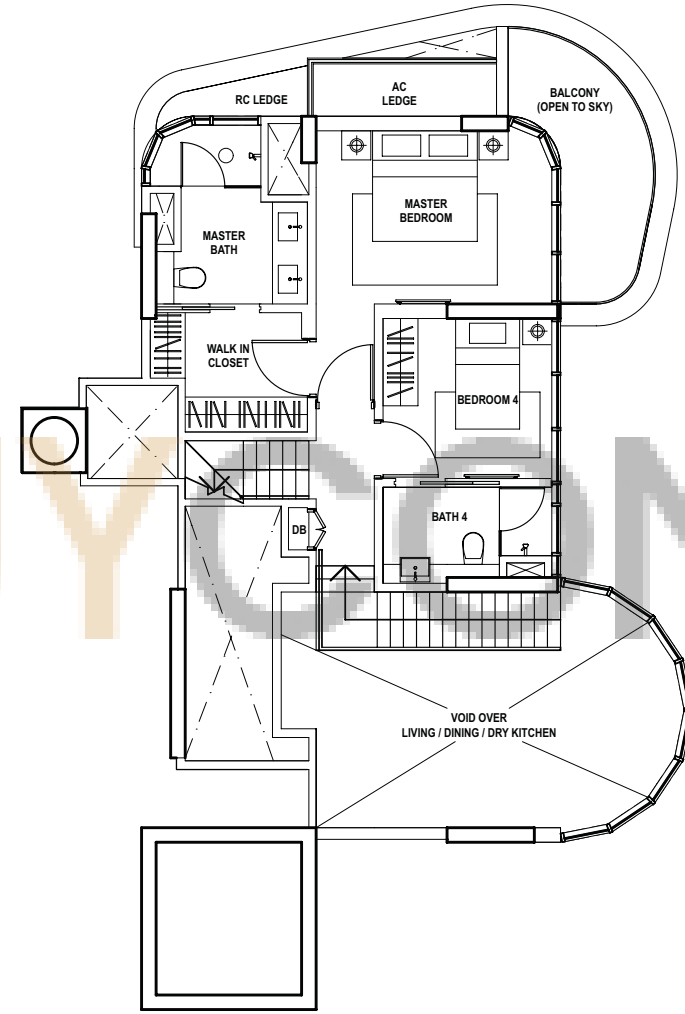 RC LEDGE
AC
LEDGE
BALCONY
(OPEN TO SKY)
MASTER
BEDROOM
MASTER
BATH
WALK IN
CLOSET
BEDROOM 4
BATH 4
DB
VOID OVER
LIVING / DINING / DRY KITCHEN
YCON